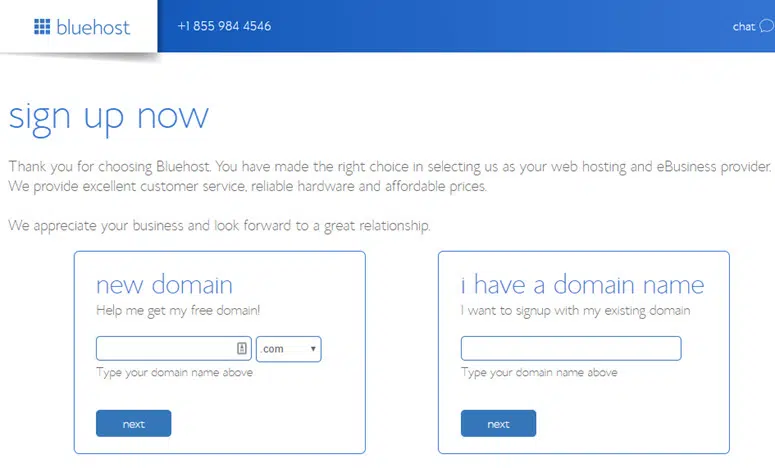 bluehost
+1 855 984 4546
chat
sign up now
Thank you for choosing Bluehost. You have made the right choice in selecting us as your web hosting and eBusiness provider.
We provide excellent customer service, reliable hardware and affordable prices.
We appreciate your business and look forward to a great relationship.
new domain
Help me get my free domain!
.com
Type your domain name above
next
i have a domain name
I want to signup with my existing domain
Type your domain name above
next